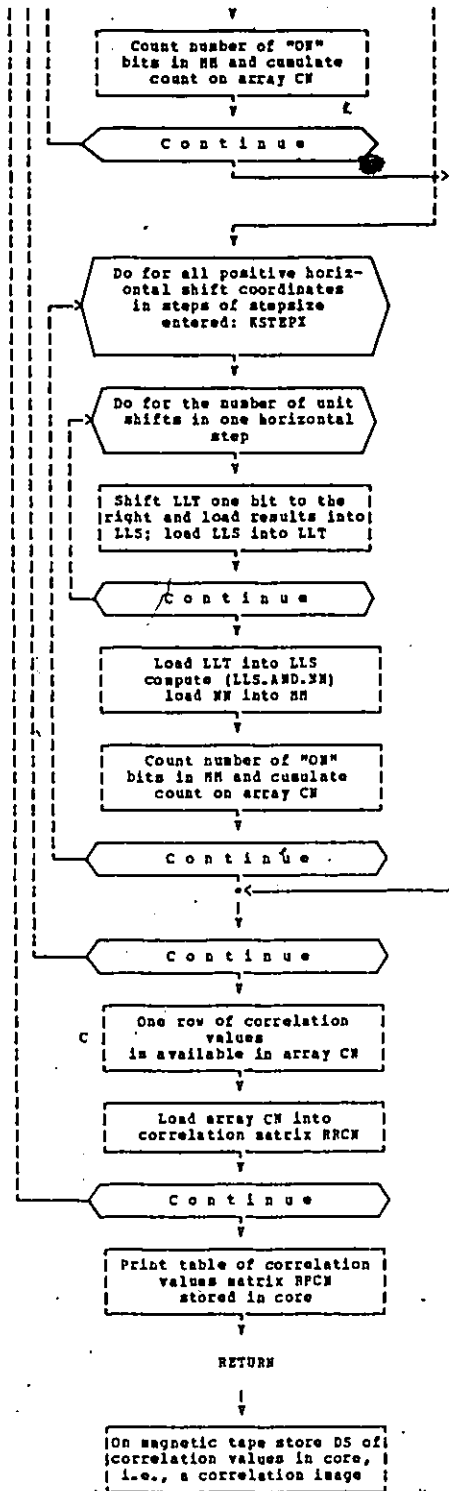 Count number of "ON"
bits in MM and cumulate
count on array CN
C o n t i n u e
Do for all positive horiz-
ontal shift coordinates
in steps of stepsize
entered: KSTEPX
Do for the number of unit
shifts in one horizontal
step
Shift LLT one bit to the
right and load results into
LLS; load LLS into LLT
C o n t i n u e
Load LLT into LLS
compute (LLS.AND.NN)
load NN into MM
Count number of "ON"
bits in MM and cumulate
count on array CN
C o n t i n u e
C o n t i n u e
C
One row of correlation
values
is available in array CN
Load array CN into
correlation matrix RRCN
C o n t i n u e
Print table of correlation
values matrix RPCN
stored in core
RETURN
On magnetic tape store DS of
correlation values in core,
i.e., a correlation image